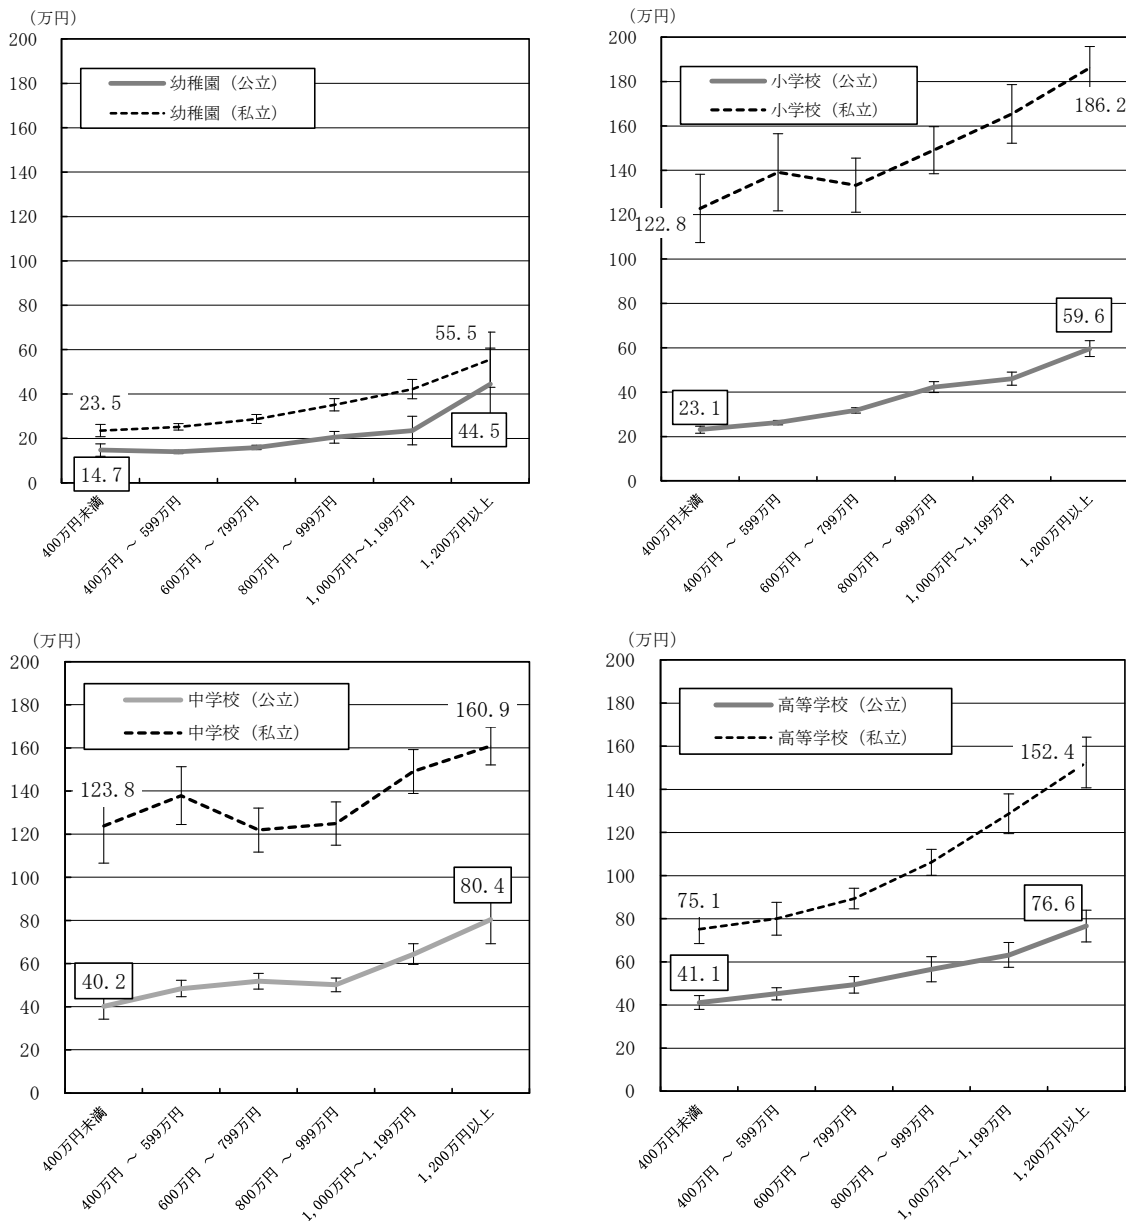 （万円）
200
180
160
140
120
100
80
60
40
20
0
幼稚園（公立）
幼稚園（私立）
55.5
23.5
44.5
14.7
400万円未満
400万円 ～ 599万円
600万円 ～ 799万円
800万円 ～ 999万円
1,000万円～1,199万円
1,200万円以上
（万円）
200
180
160
140
120
100
80
60
40
20
0
小学校（公立）
小学校（私立）
186.2
122.8
59.6
23.1
400万円未満
400万円 ～ 599万円
600万円 ～ 799万円
800万円 ～ 999万円
1,000万円～1,199万円
1,200万円以上
（万円）
200
180
160
140
120
100
80
60
40
20
0
中学校（公立）
中学校（私立）
160.9
123.8
80.4
40.2
400万円未満
400万円 ～ 599万円
600万円 ～ 799万円
800万円 ～ 999万円
1,000万円～1,199万円
1,200万円以上
（万円）
200
180
160
140
120
100
80
60
40
20
0
高等学校（公立）
高等学校（私立）
152.4
75.1
76.6
41.1
400万円未満
400万円 ～ 599万円
600万円 ～ 799万円
800万円 ～ 999万円
1,000万円～1,199万円
1,200万円以上